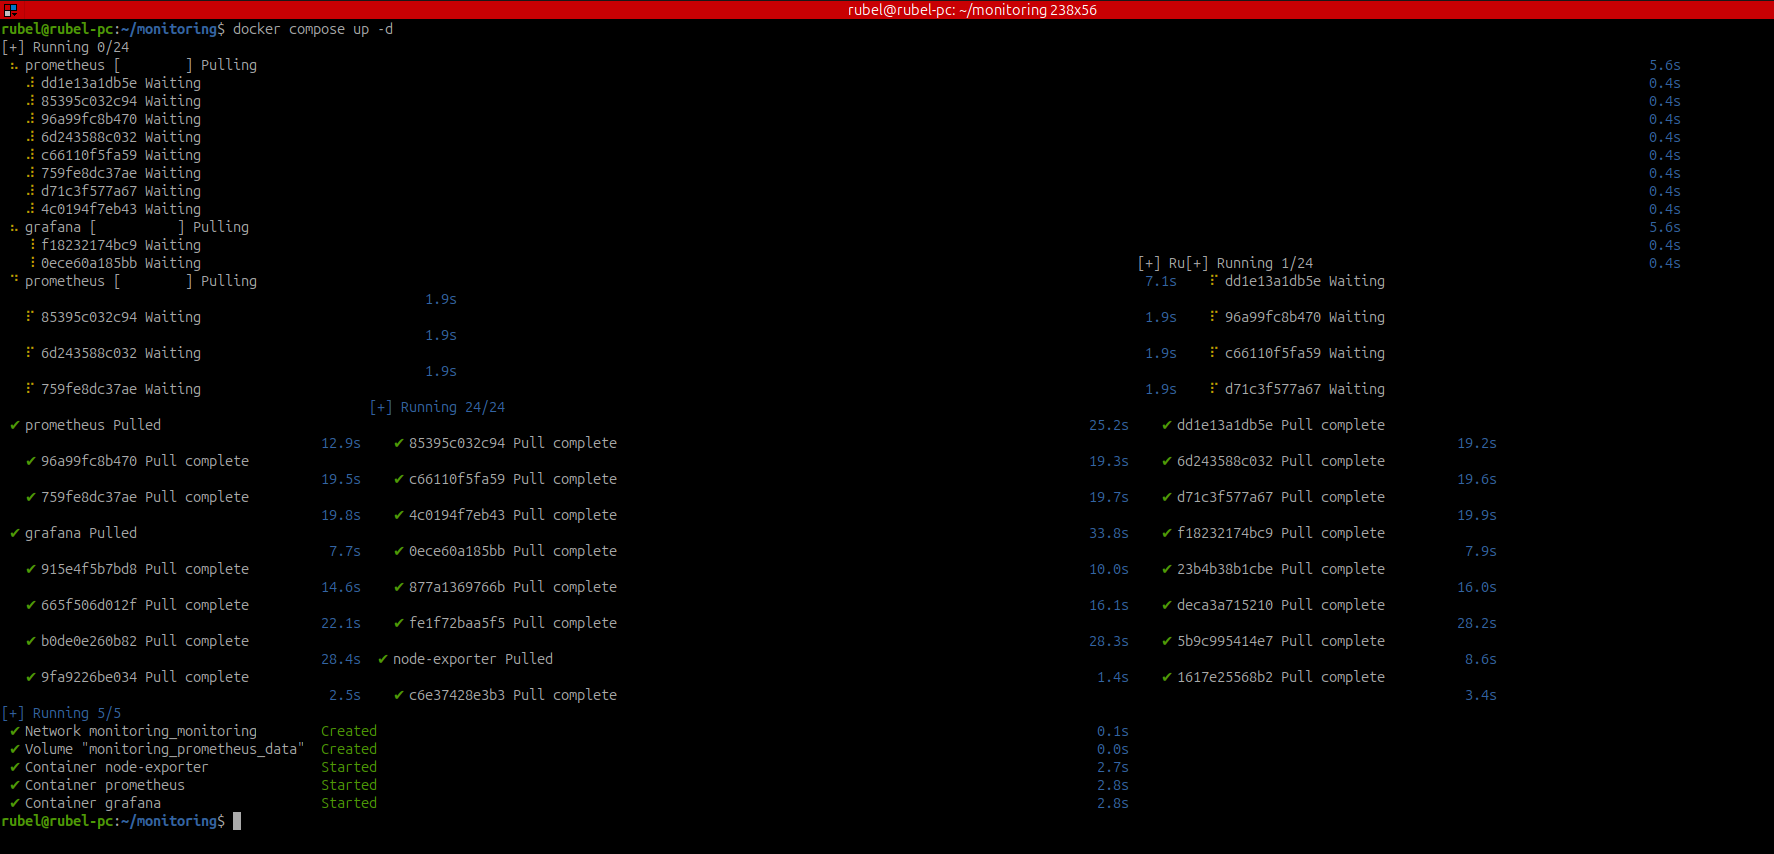 rubel@rubel-pc: ~/monitoring 238x56
rubel@rubel-pc:~/monitoring$ docker compose up -d
[+] Running 0/24
prometheus [        ] Pulling 5.6s
dd1e13a1db5e Waiting 0.4s
85395c032c94 Waiting 0.4s
96a99fc8b470 Waiting 0.4s
6d243588c032 Waiting 0.4s
c66110f5fa59 Waiting 0.4s
759fe8dc37ae Waiting 0.4s
d71c3f577a67 Waiting 0.4s
4c0194f7eb43 Waiting 0.4s
grafana [          ] Pulling 5.6s
f18232174bc9 Waiting 0.4s
0ece60a185bb Waiting [+] Ru[+] Running 1/24 0.4s
prometheus [        ] Pulling 7.1s dd1e13a1db5e Waiting
1.9s
85395c032c94 Waiting 1.9s 96a99fc8b470 Waiting
1.9s
6d243588c032 Waiting 1.9s c66110f5fa59 Waiting
1.9s
759fe8dc37ae Waiting 1.9s d71c3f577a67 Waiting
[+] Running 24/24
✔ prometheus Pulled 25.2s ✔ dd1e13a1db5e Pull complete
12.9s ✔ 85395c032c94 Pull complete 19.2s
✔ 96a99fc8b470 Pull complete 19.3s ✔ 6d243588c032 Pull complete
19.5s ✔ c66110f5fa59 Pull complete 19.6s
✔ 759fe8dc37ae Pull complete 19.7s ✔ d71c3f577a67 Pull complete
19.8s ✔ 4c0194f7eb43 Pull complete 19.9s
✔ grafana Pulled 33.8s ✔ f18232174bc9 Pull complete
7.7s ✔ 0ece60a185bb Pull complete 7.9s
✔ 915e4f5b7bd8 Pull complete 10.0s ✔ 23b4b38b1cbe Pull complete
14.6s ✔ 877a1369766b Pull complete 16.0s
✔ 665f506d012f Pull complete 16.1s ✔ deca3a715210 Pull complete
22.1s ✔ fe1f72baa5f5 Pull complete 28.2s
✔ b0de0e260b82 Pull complete 28.3s ✔ 5b9c995414e7 Pull complete
28.4s ✔ node-exporter Pulled 8.6s
✔ 9fa9226be034 Pull complete 1.4s ✔ 1617e25568b2 Pull complete
2.5s ✔ c6e37428e3b3 Pull complete 3.4s
[+] Running 5/5
✔ Network monitoring_monitoring Created 0.1s
✔ Volume "monitoring_prometheus_data" Created 0.0s
✔ Container node-exporter Started 2.7s
✔ Container prometheus Started 2.8s
✔ Container grafana Started 2.8s
rubel@rubel-pc:~/monitoring$